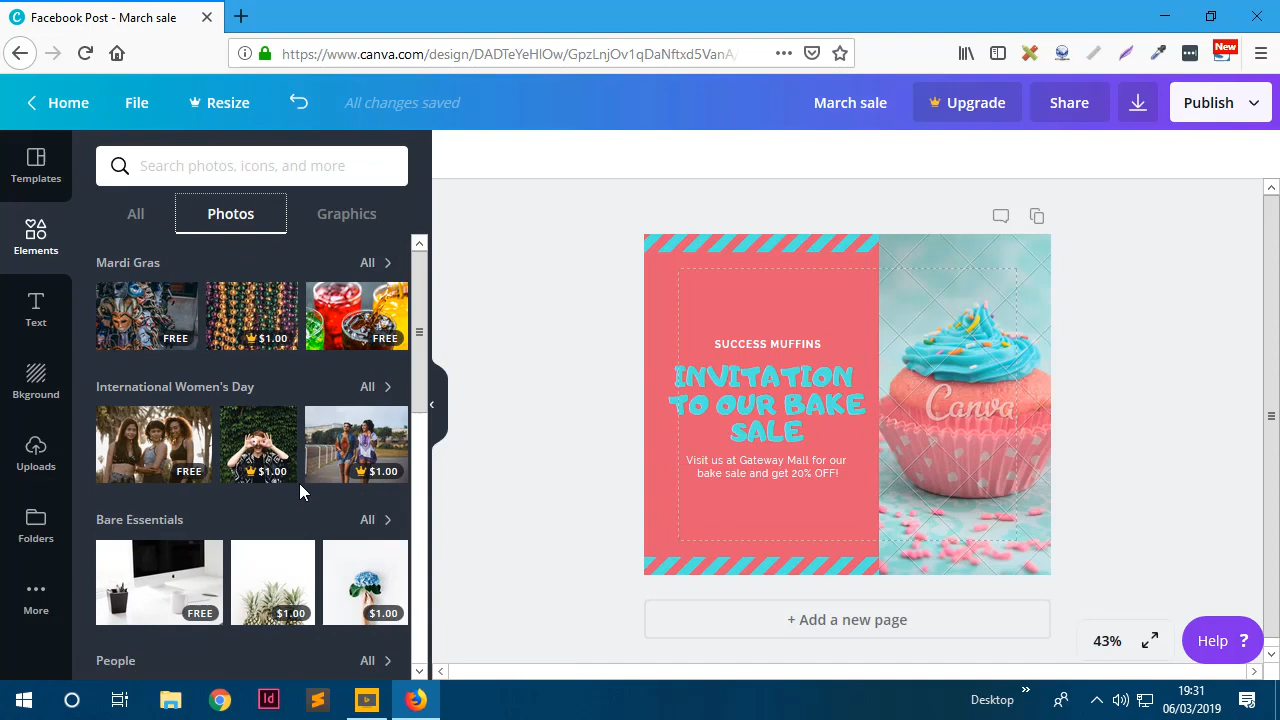 Facebook Post - March sale
https://www.canva.com/design/DADTeYeHIOw/GpzLnjOv1qDaNftxd5VanA/
New
Home
File
Resize
All changes saved
March sale
Upgrade
Share
Publish
Templates
Elements
Text
Bkground
Uploads
Folders
More
Search photos, icons, and more
All
Photos
Graphics
Mardi Gras
All
FREE
$1.00
FREE
International Women's Day
All
FREE
$1.00
$1.00
Bare Essentials
All
FREE
$1.00
$1.00
People
All
SUCCESS MUFFINS
INVITATION
TO OUR BAKE
SALE
Visit us at Gateway Mall for our
bake sale and get 20% OFF!
Canva
+ Add a new page
43%
Help ?
Desktop
19:31
06/03/2019